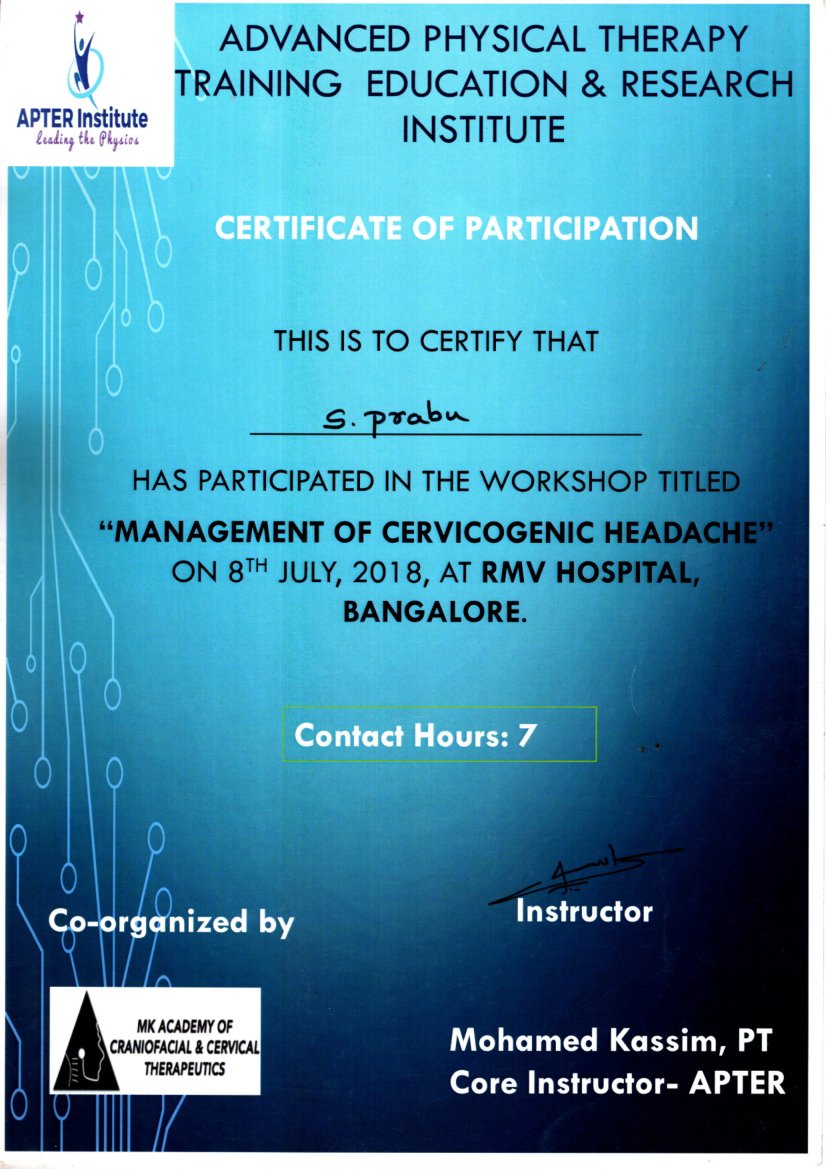 APTER Institute
Leading the Physios
ADVANCED PHYSICAL THERAPY
TRAINING EDUCATION & RESEARCH
INSTITUTE
CERTIFICATE OF PARTICIPATION
THIS IS TO CERTIFY THAT
S. Prabu
HAS PARTICIPATED IN THE WORKSHOP TITLED
“MANAGEMENT OF CERVICOGENIC HEADACHE”
ON 8TH JULY, 2018, AT RMV HOSPITAL,
BANGALORE.
Contact Hours: 7
Instructor
Co-organized by
MK ACADEMY OF
CRANIOFACIAL & CERVICAL
THERAPEUTICS
Mohamed Kassim, PT
Core Instructor- APTER